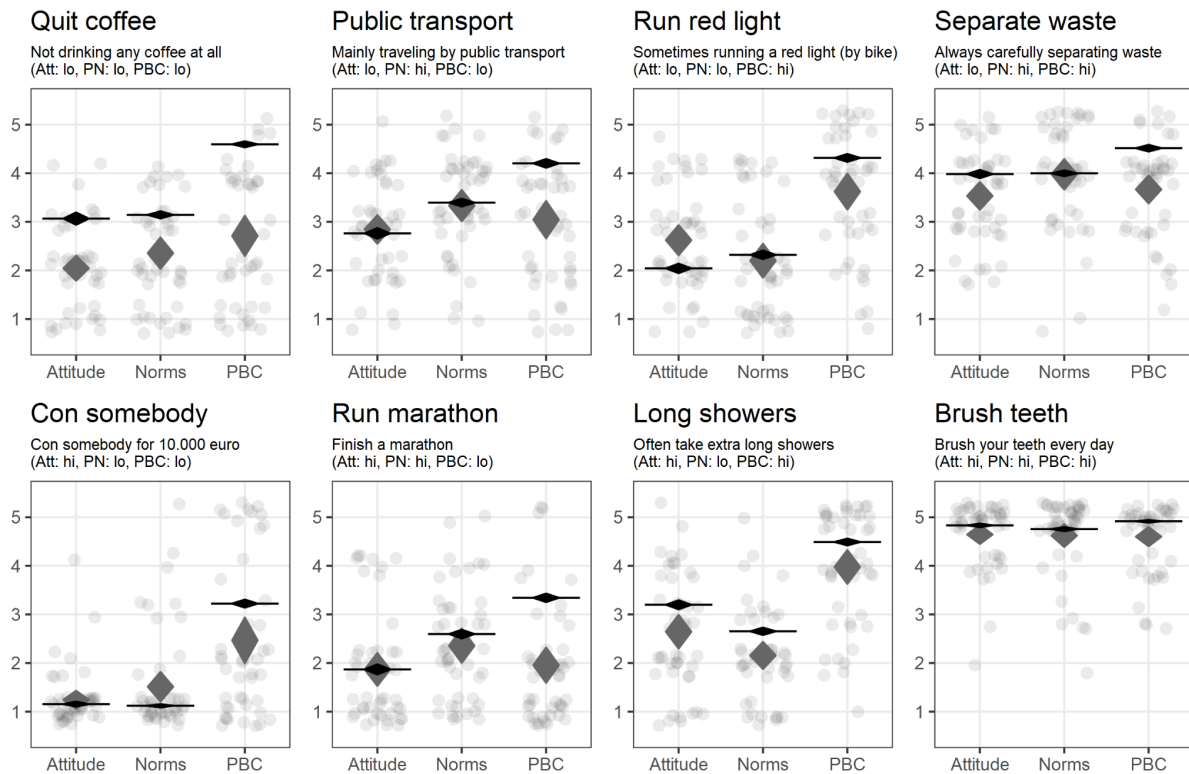 Quit coffee
Not drinking any coffee at all
(Att: lo, PN: lo, PBC: lo)
5
4
3
2
1
Attitude Norms PBC
Public transport
Mainly traveling by public transport
(Att: lo, PN: hi, PBC: lo)
5
4
3
2
1
Attitude Norms PBC
Run red light
Sometimes running a red light (by bike)
(Att: lo, PN: lo, PBC: hi)
5
4
3
2
1
Attitude Norms PBC
Separate waste
Always carefully separating waste
(Att: lo, PN: hi, PBC: hi)
5
4
3
2
1
Attitude Norms PBC
Con somebody
Con somebody for 10.000 euro
(Att: hi, PN: lo, PBC: lo)
5
4
3
2
1
Attitude Norms PBC
Run marathon
Finish a marathon
(Att: hi, PN: hi, PBC: lo)
5
4
3
2
1
Attitude Norms PBC
Long showers
Often take extra long showers
(Att: hi, PN: lo, PBC: hi)
5
4
3
2
1
Attitude Norms PBC
Brush teeth
Brush your teeth every day
(Att: hi, PN: hi, PBC: hi)
5
4
3
2
1
Attitude Norms PBC